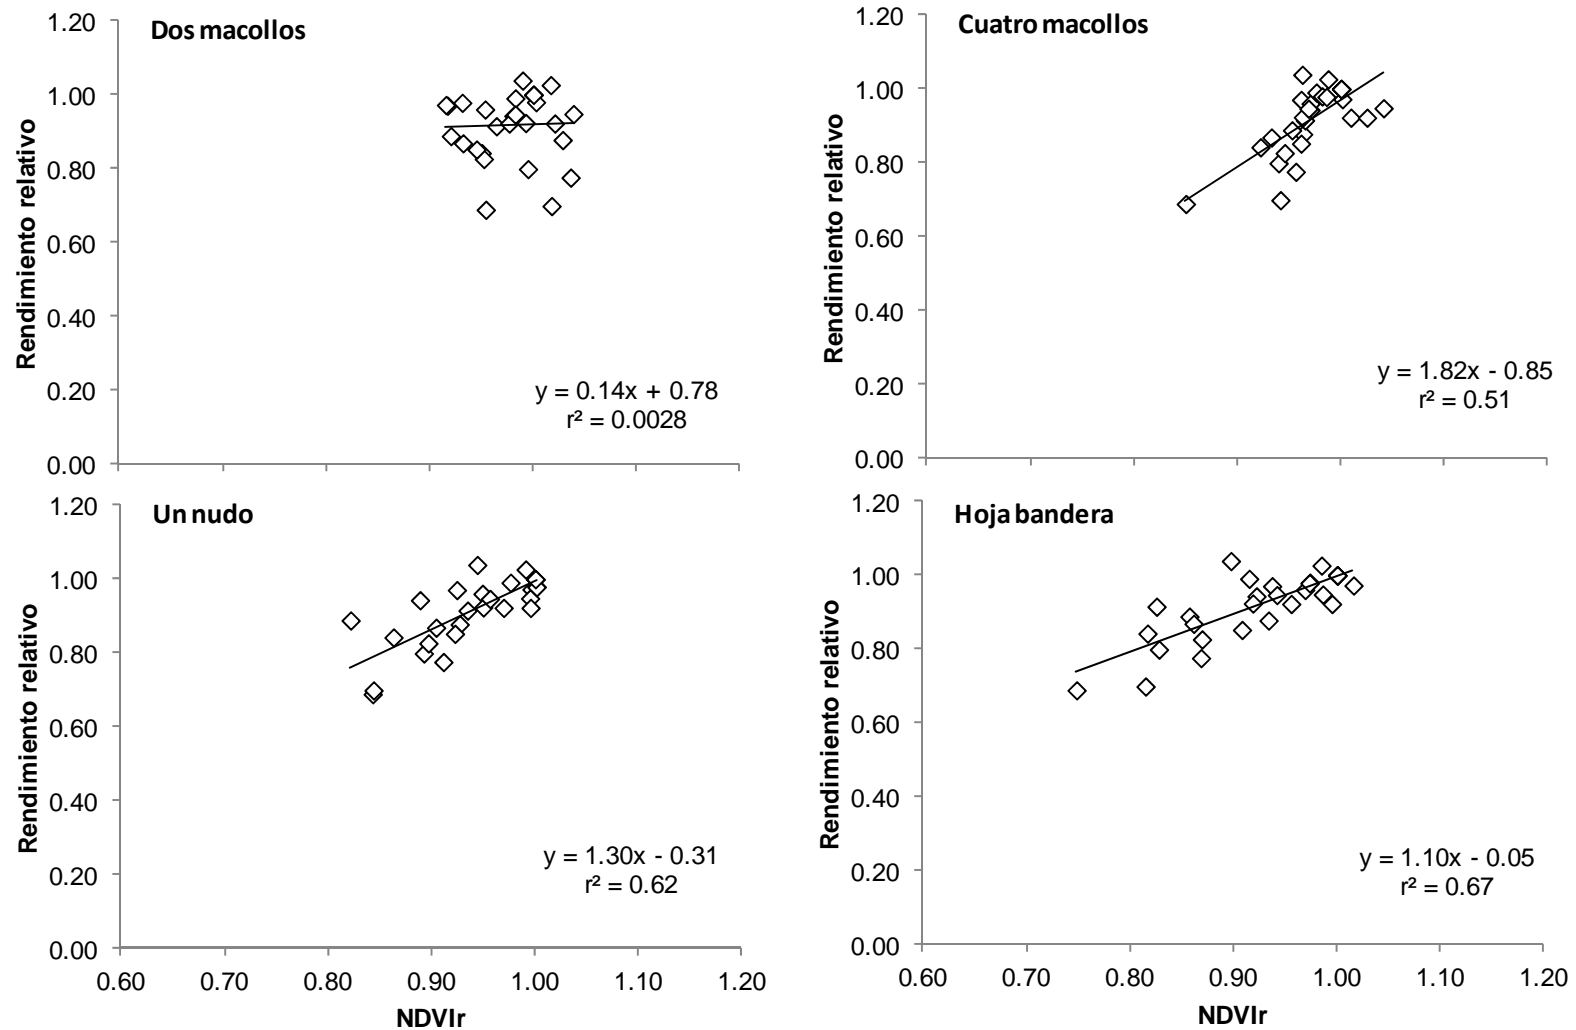 Dos macollos
Rendimiento relativo
1.20
1.00
0.80
0.60
0.40
0.20
0.00
y = 0.14x + 0.78
r² = 0.0028
Cuatro macollos
Rendimiento relativo
1.20
1.00
0.80
0.60
0.40
0.20
0.00
y = 1.82x - 0.85
r² = 0.51
Un nudo
Rendimiento relativo
1.20
1.00
0.80
0.60
0.40
0.20
0.00
y = 1.30x - 0.31
r² = 0.62
0.60 0.70 0.80 0.90 1.00 1.10 1.20
NDVIr
Hoja bandera
Rendimiento relativo
1.20
1.00
0.80
0.60
0.40
0.20
0.00
y = 1.10x - 0.05
r² = 0.67
0.60 0.70 0.80 0.90 1.00 1.10 1.20
NDVIr